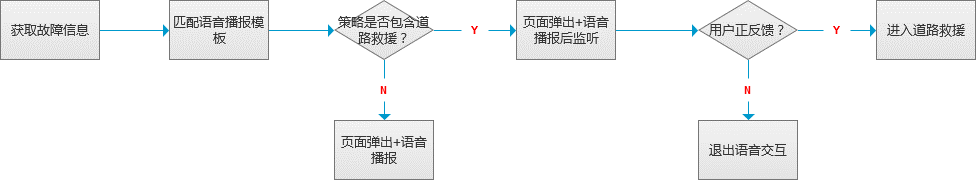 获取故障信息
匹配语音播报模
板
策略是否包含道
路救援？
Y
页面弹出+语音
播报后监听
用户正反馈？
Y
进入道路救援
N
N
页面弹出+语音
播报
退出语音交互